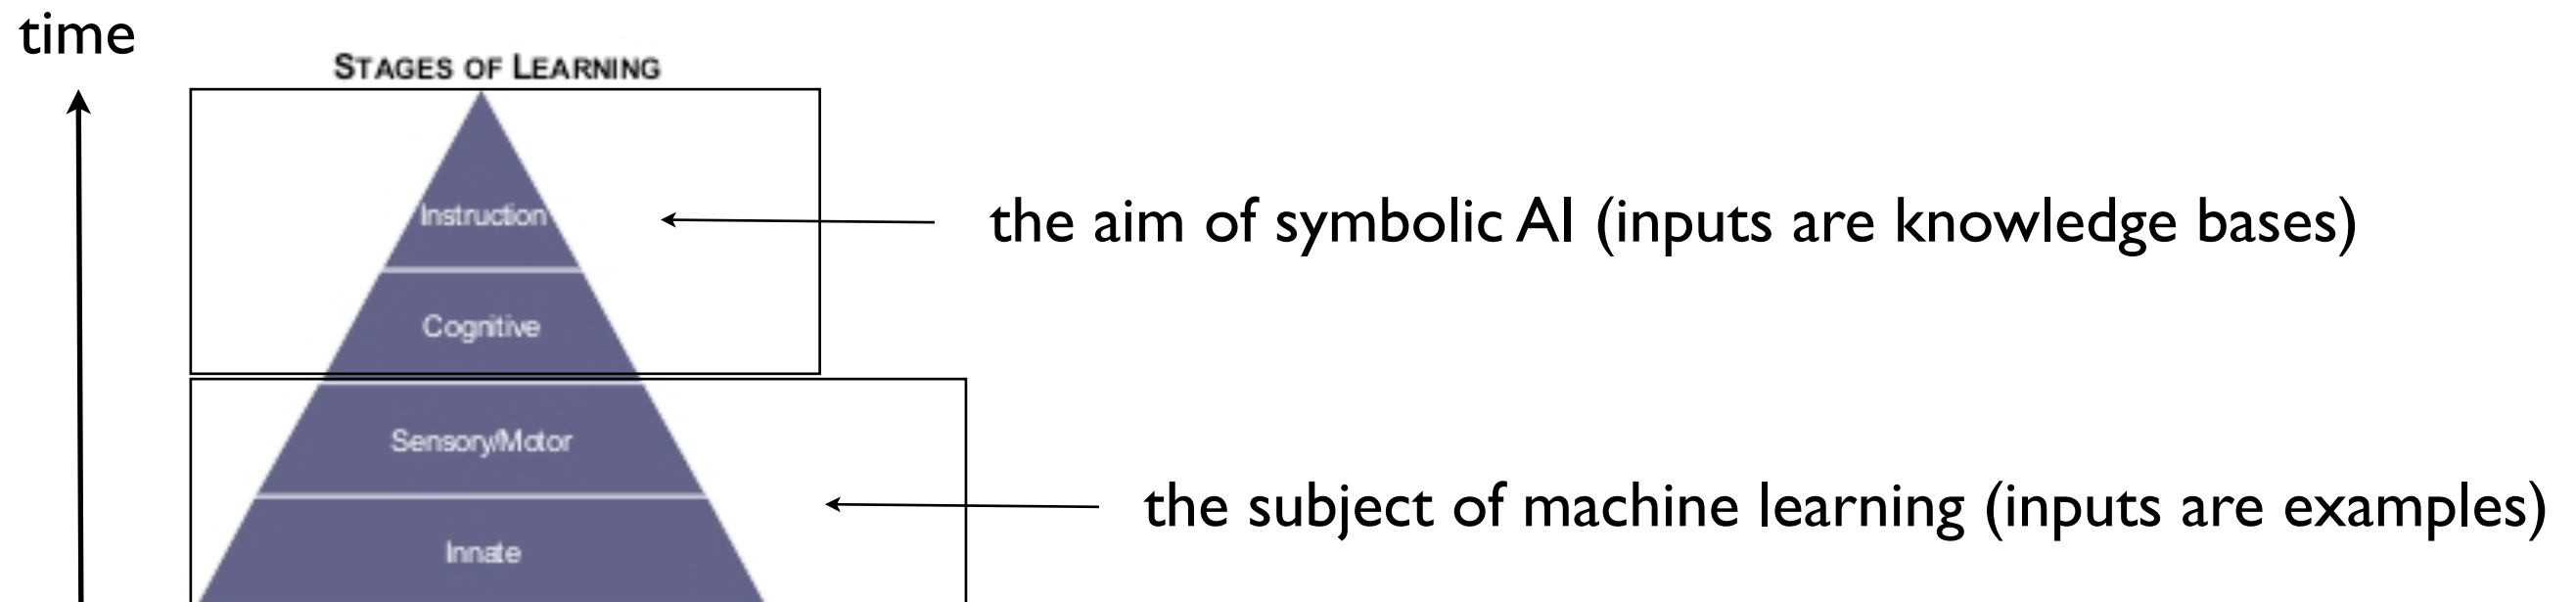 time
STAGES OF LEARNING
Instruction
the aim of symbolic AI (inputs are knowledge bases)
Cognitive
Sensory/Motor
the subject of machine learning (inputs are examples)
Innate